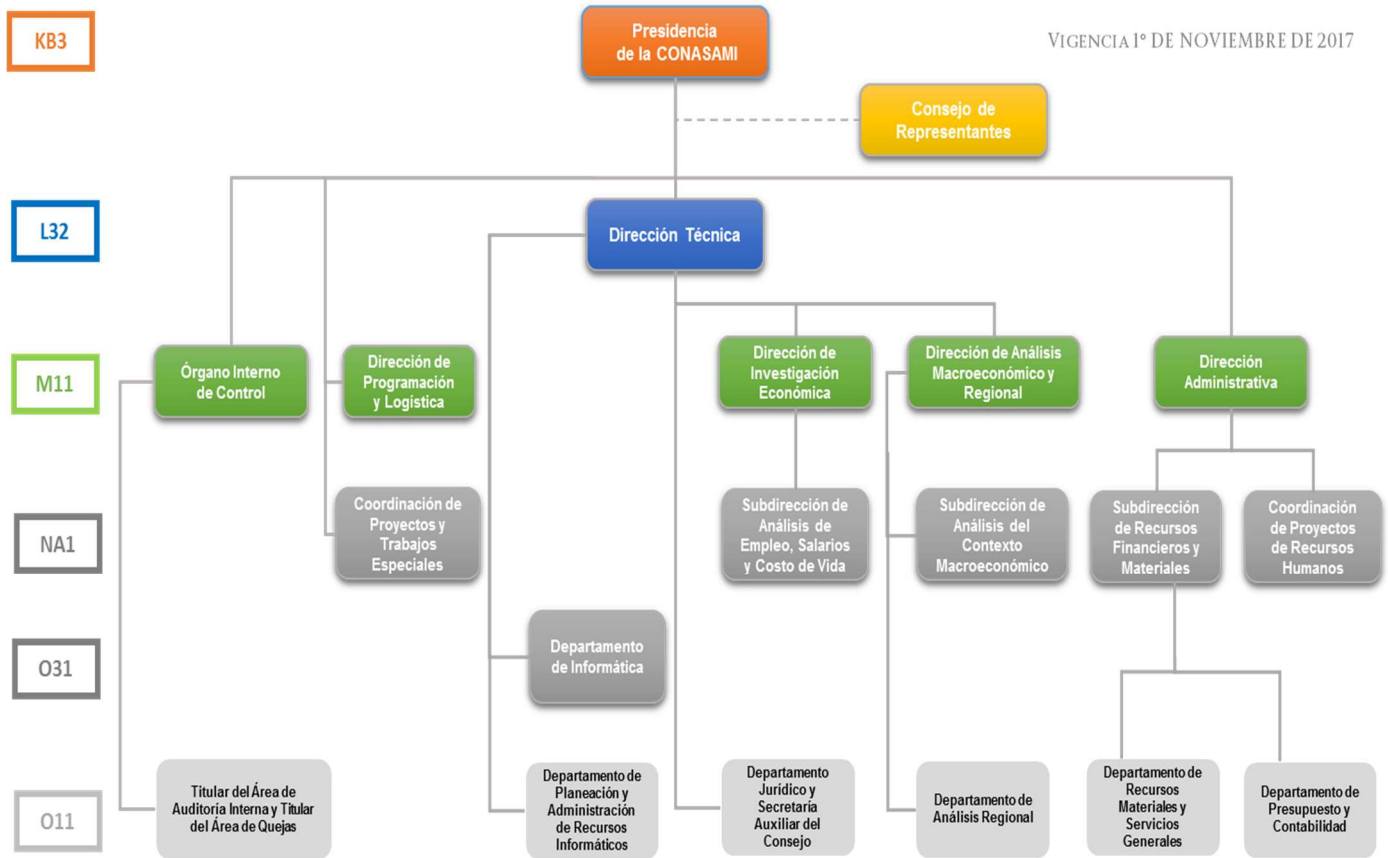 KB3
Presidencia
de la CONASAMI
VIGENCIA 1° DE NOVIEMBRE DE 2017
Consejo de
Representantes
L32
Dirección Técnica
M11
Órgano Interno
de Control
Dirección de
Programación
y Logística
Dirección de
Investigación
Económica
Dirección de Análisis
Macroeconómico y
Regional
Dirección
Administrativa
NA1
Coordinación de
Proyectos y
Trabajos
Especiales
Subdirección de
Análisis de
Empleo, Salarios
y Costo de Vida
Subdirección de
Análisis del
Contexto
Macroeconómico
Subdirección
de Recursos
Financieros y
Materiales
Coordinación
de Proyectos
de Recursos
Humanos
O31
Departamento
de Informática
O11
Titular del Área de
Auditoría Interna y Titular
del Área de Quejas
Departamento de
Planeación y
Administración
de Recursos
Informáticos
Departamento
Jurídico y
Secretaría
Auxiliar del
Consejo
Departamento de
Análisis Regional
Departamento de
Recursos
Materiales y
Servicios
Generales
Departamento de
Presupuesto y
Contabilidad